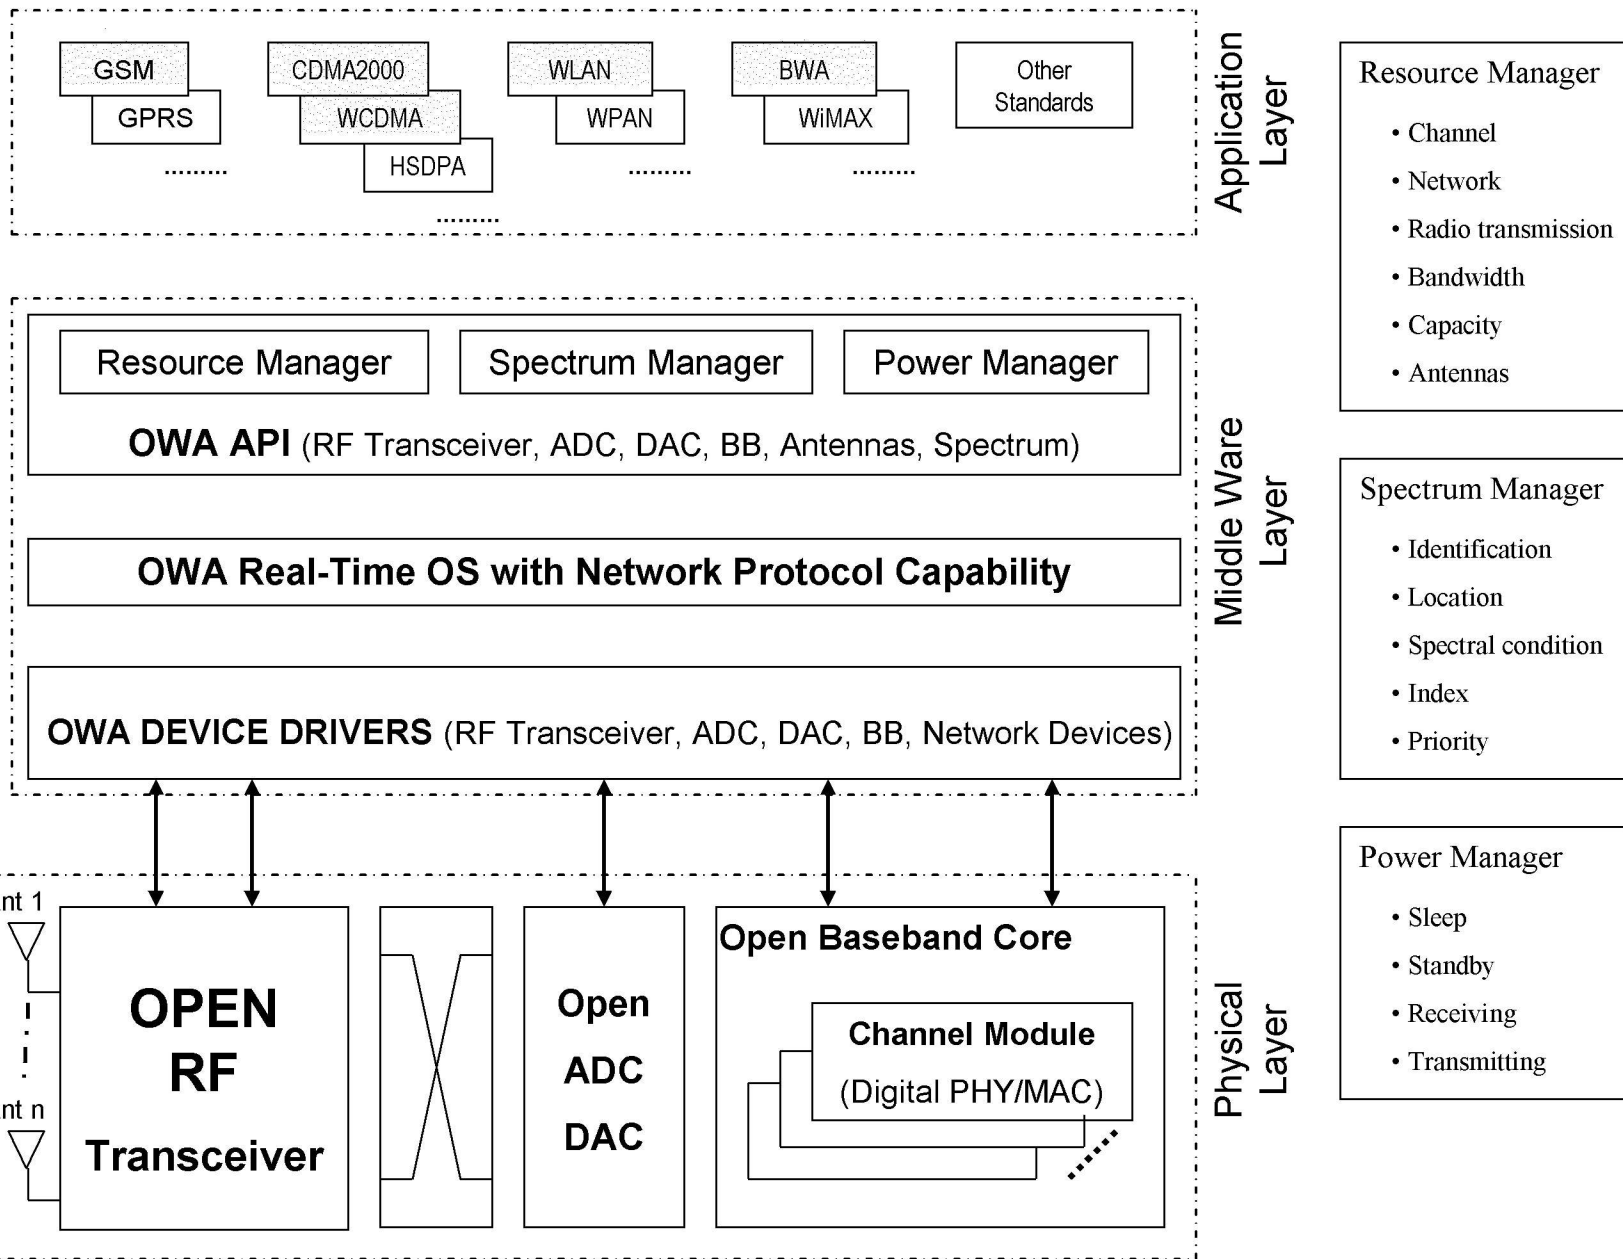 GSM
GPRS
.........
CDMA2000
WCDMA
HSDPA
.........
WLAN
WPAN
.........
BWA
WiMAX
.........
Other
Standards
Application
Layer
Resource Manager
Spectrum Manager
Power Manager
OWA API (RF Transceiver, ADC, DAC, BB, Antennas, Spectrum)
OWA Real-Time OS with Network Protocol Capability
OWA DEVICE DRIVERS (RF Transceiver, ADC, DAC, BB, Network Devices)
Middle Ware
Layer
nt 1
nt n
OPEN
RF
Transceiver
Open
ADC
DAC
Open Baseband Core
Channel Module
(Digital PHY/MAC)
Physical
Layer
Resource Manager
• Channel
• Network
• Radio transmission
• Bandwidth
• Capacity
• Antennas
Spectrum Manager
• Identification
• Location
• Spectral condition
• Index
• Priority
Power Manager
• Sleep
• Standby
• Receiving
• Transmitting